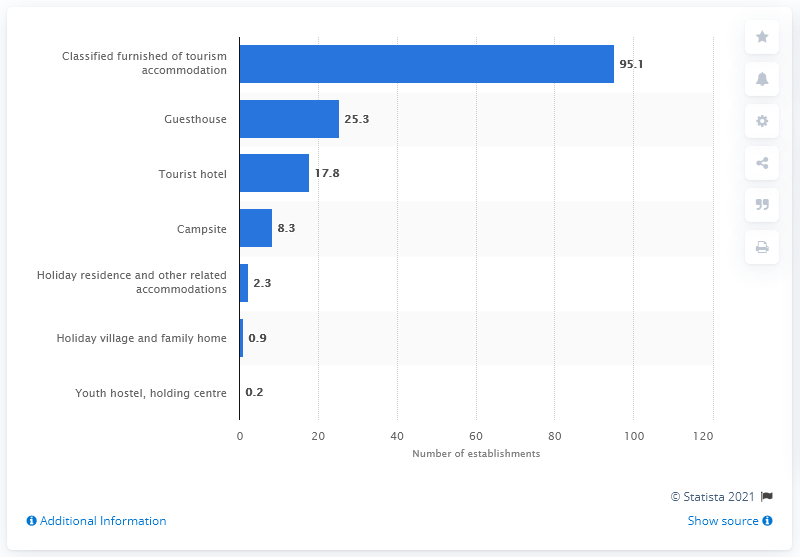 Classified furnished of tourism
accommodation
95.1
Guesthouse
25.3
Tourist hotel
17.8
Campsite
8.3
Holiday residence and other related
accommodations
2.3
Holiday village and family home
0.9
Youth hostel, holding centre
0.2
0 20 40 60 80 100 120
Number of establishments
© Statista 2021
Additional Information
Show source